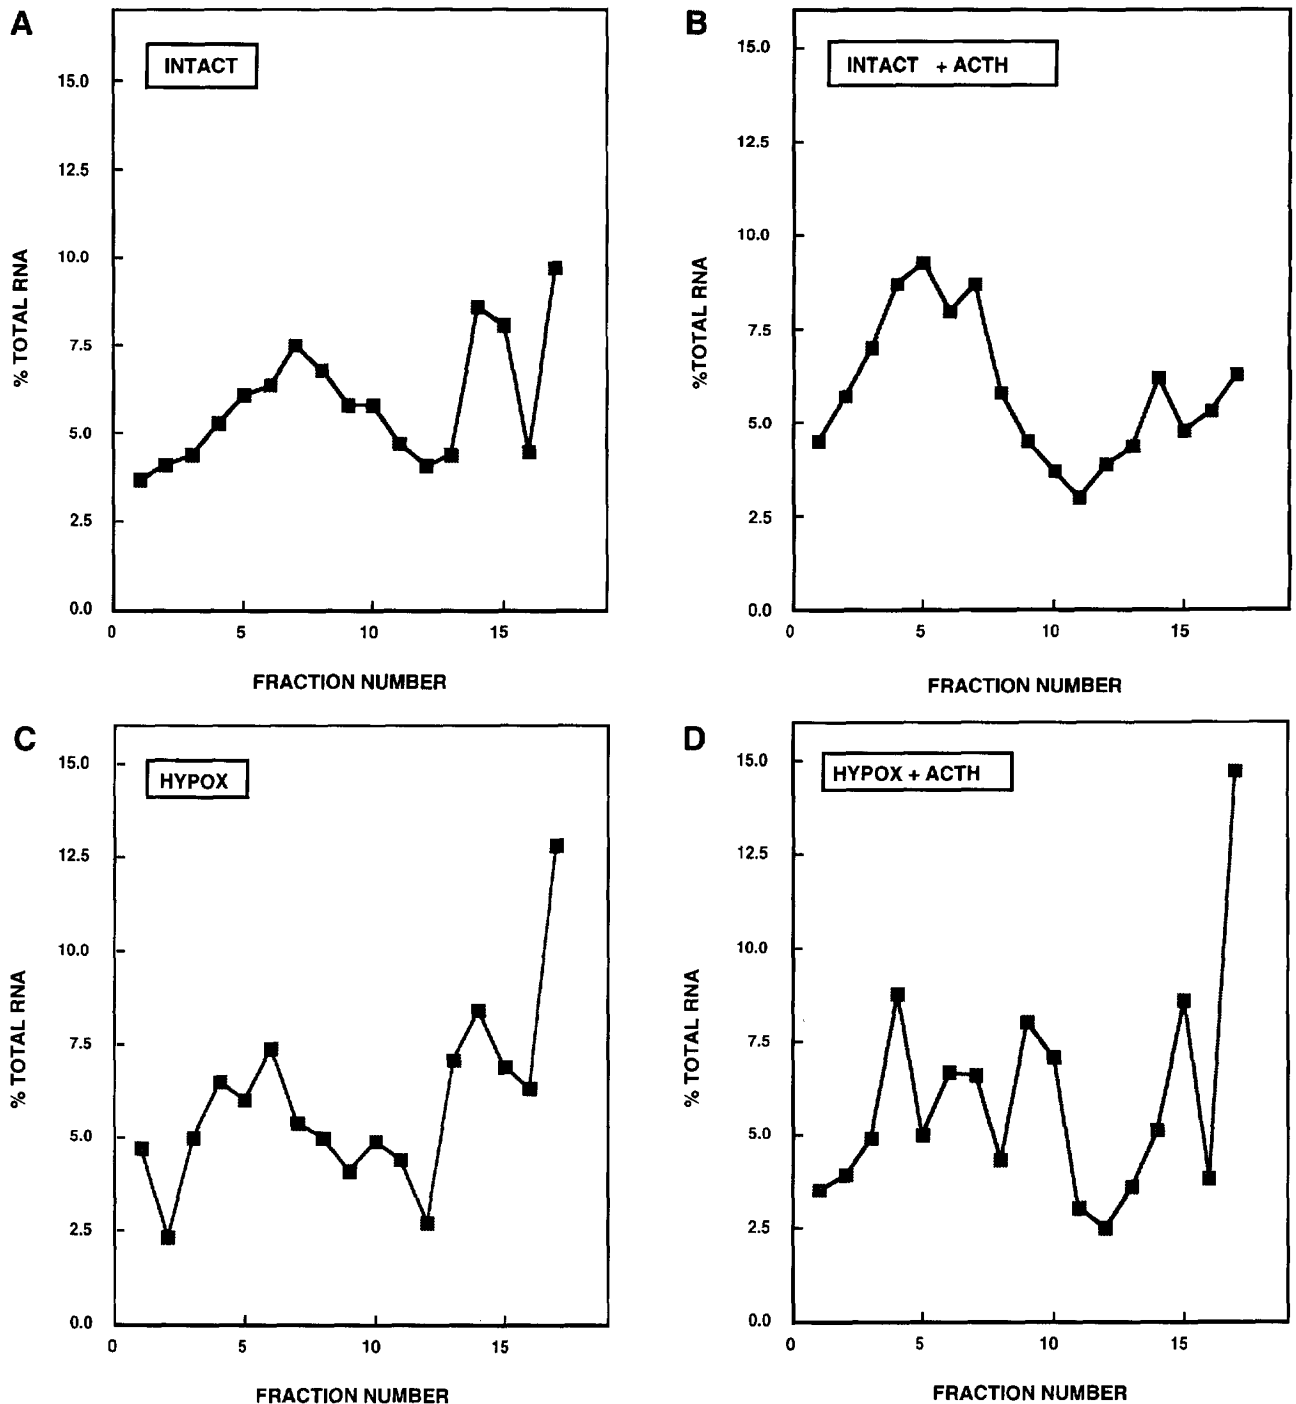 A
INTACT
% TOTAL RNA
15.0
12.5
10.0
7.5
5.0
2.5
0.0
0 5 10 15
FRACTION NUMBER
B
INTACT + ACTH
%TOTAL RNA
15.0
12.5
10.0
7.5
5.0
2.5
0.0
0 5 10 15
FRACTION NUMBER
C
HYPOX
% TOTAL RNA
15.0
12.5
10.0
7.5
5.0
2.5
0.0
0 5 10 15
FRACTION NUMBER
D
HYPOX + ACTH
% TOTAL RNA
15.0
12.5
10.0
7.5
5.0
2.5
0.0
0 5 10 15
FRACTION NUMBER